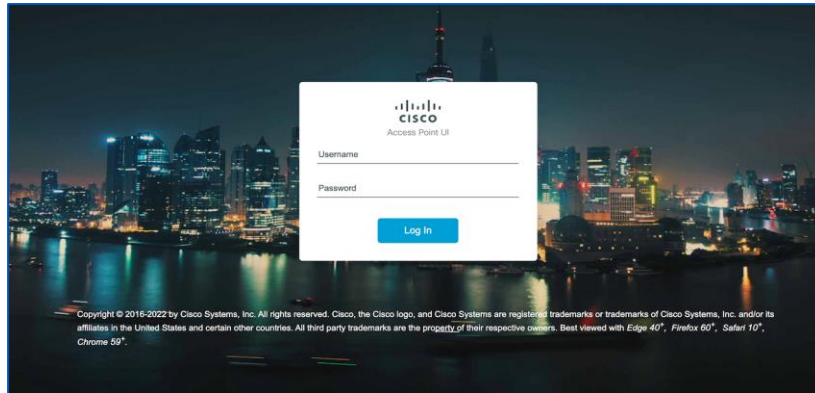 CISCO
Access Point UI
Username
Password
Log In
Copyright © 2016-2022 by Cisco Systems, Inc. All rights reserved. Cisco, the Cisco logo, and Cisco Systems are registered trademarks or trademarks of Cisco Systems, Inc. and/or its
affiliates in the United States and certain other countries. All third party trademarks are the property of their respective owners. Best viewed with Edge 40+, Firefox 60+, Safari 10+,
Chrome 59+.